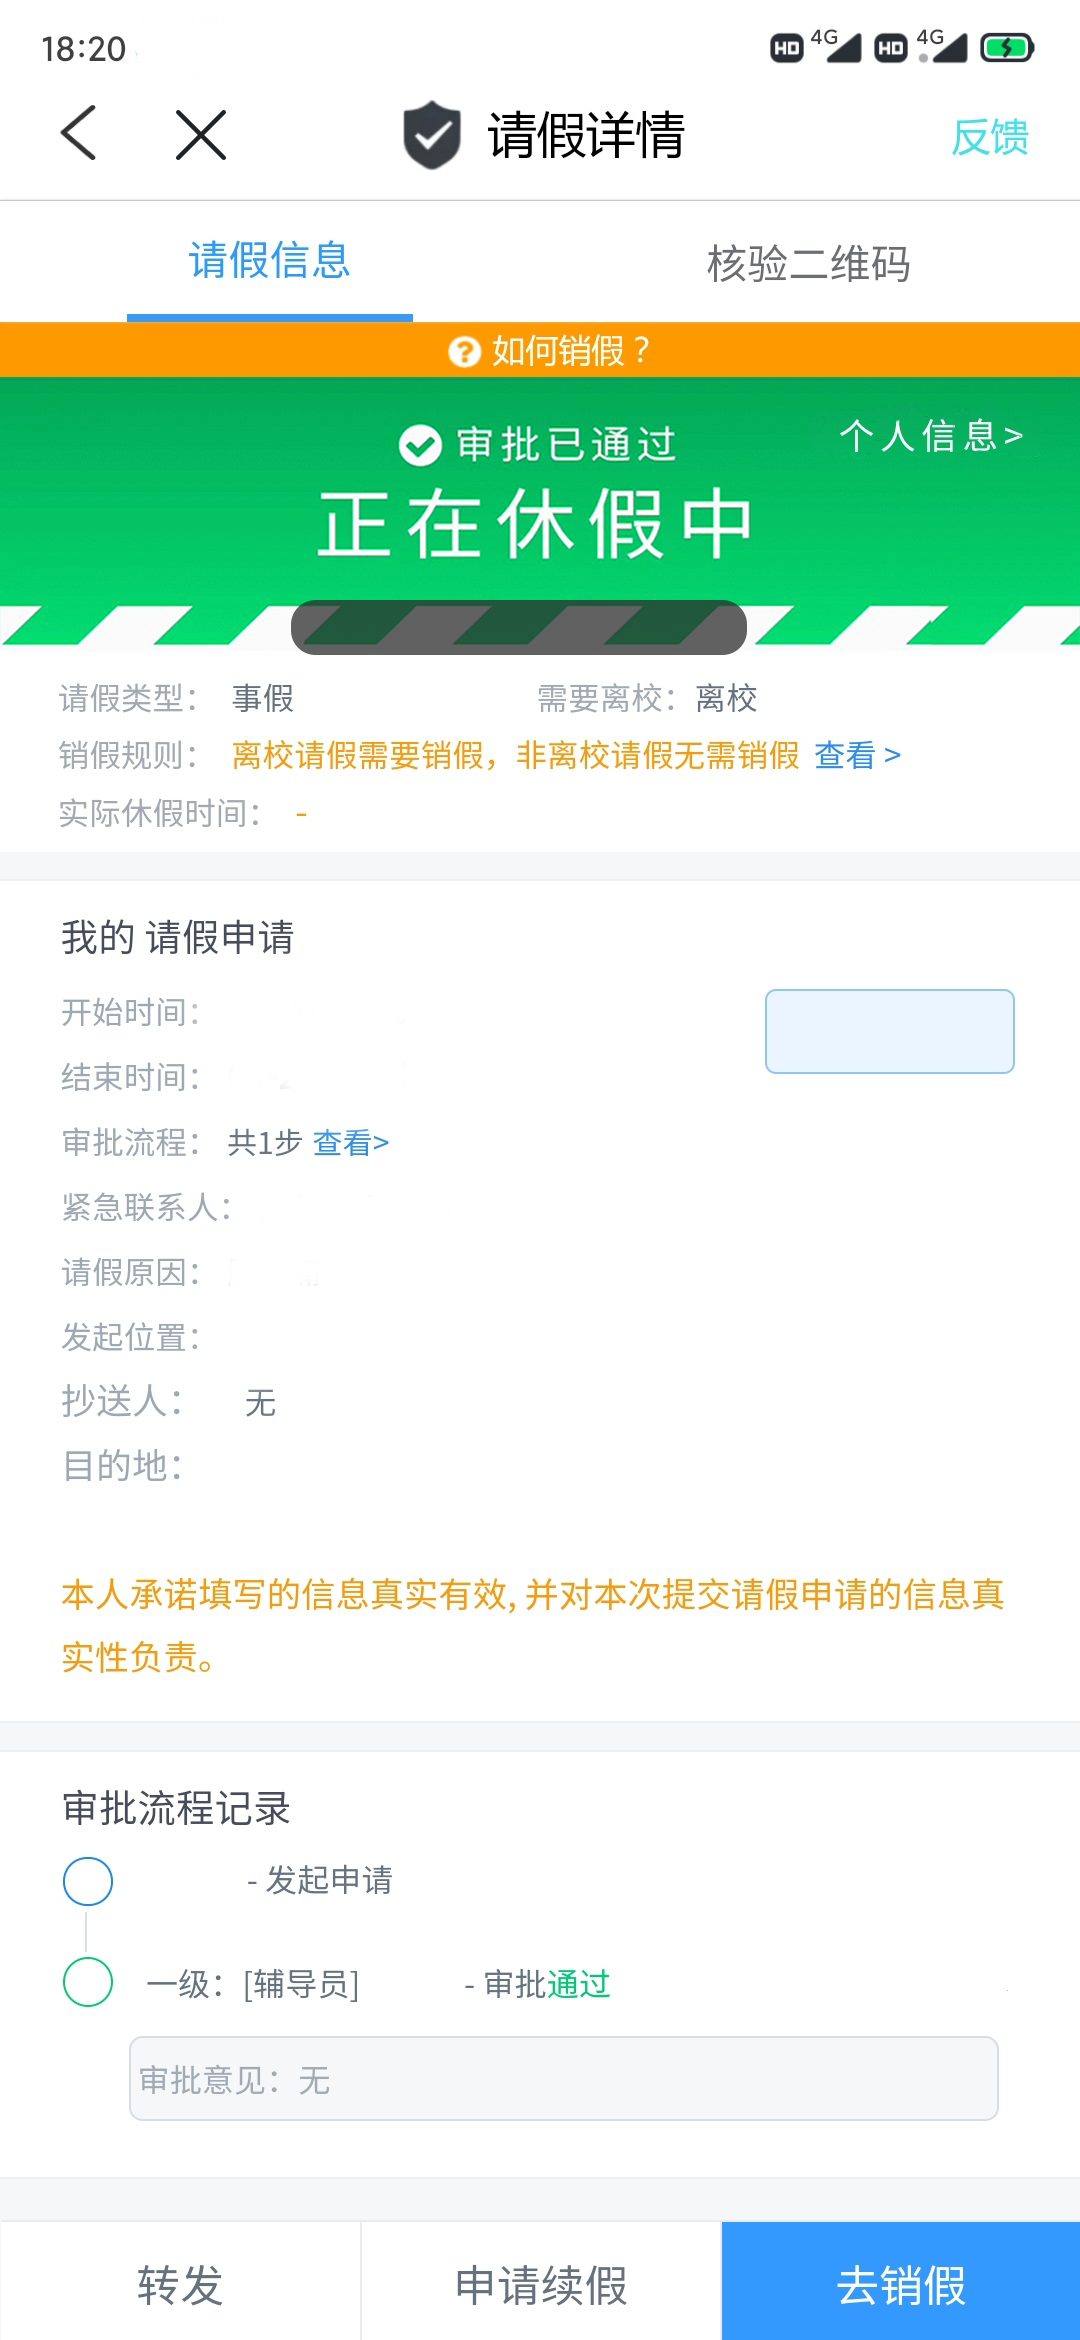 18:20
HD 4G HD 4G
请假详情
反馈
请假信息
核验二维码
如何销假？
审批已通过
个人信息>
正在休假中
请假类型： 事假
需要离校：离校
销假规则： 离校请假需要销假，非离校请假无需销假 查看 >
实际休假时间： -
我的 请假申请
开始时间：
结束时间：
审批流程： 共1步 查看>
紧急联系人：
请假原因：
发起位置：
抄送人： 无
目的地：
本人承诺填写的信息真实有效,并对本次提交请假申请的信息真
实性负责。
审批流程记录
- 发起申请
一级：[辅导员] - 审批通过
审批意见：无
转发
申请续假
去销假